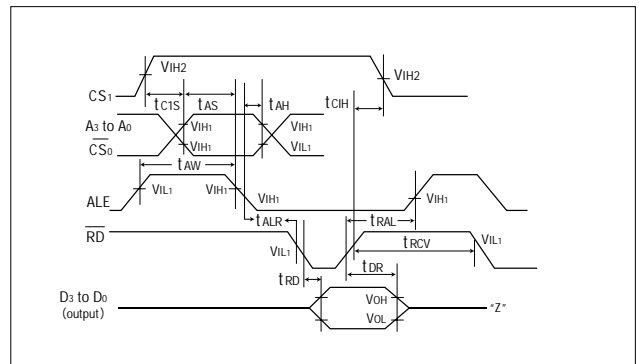 VIH2
VIH2
CS1
tC1S
tAS
tAH
tCIH
A3 to A0
VIH1
VIH1
CS0
VIH1
VIL1
tAW
ALE
VIL1
VIH1
VIH1
VIH1
tALR
tRAL
RD
tRCV
VIL1
VIL1
tRD
tDR
D3 to D0
(output)
VOH
VOL
"Z"